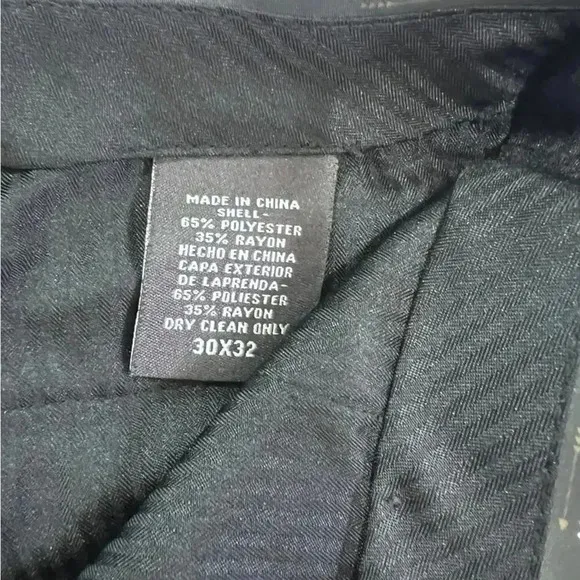 MADE IN CHINA
SHELL-
65% POLYESTER
35% RAYON
HECHO EN CHINA
CAPA EXTERIOR
DE LAPRENDA-
65% POLIESTER
35% RAYON
DRY CLEAN ONLY
30X32